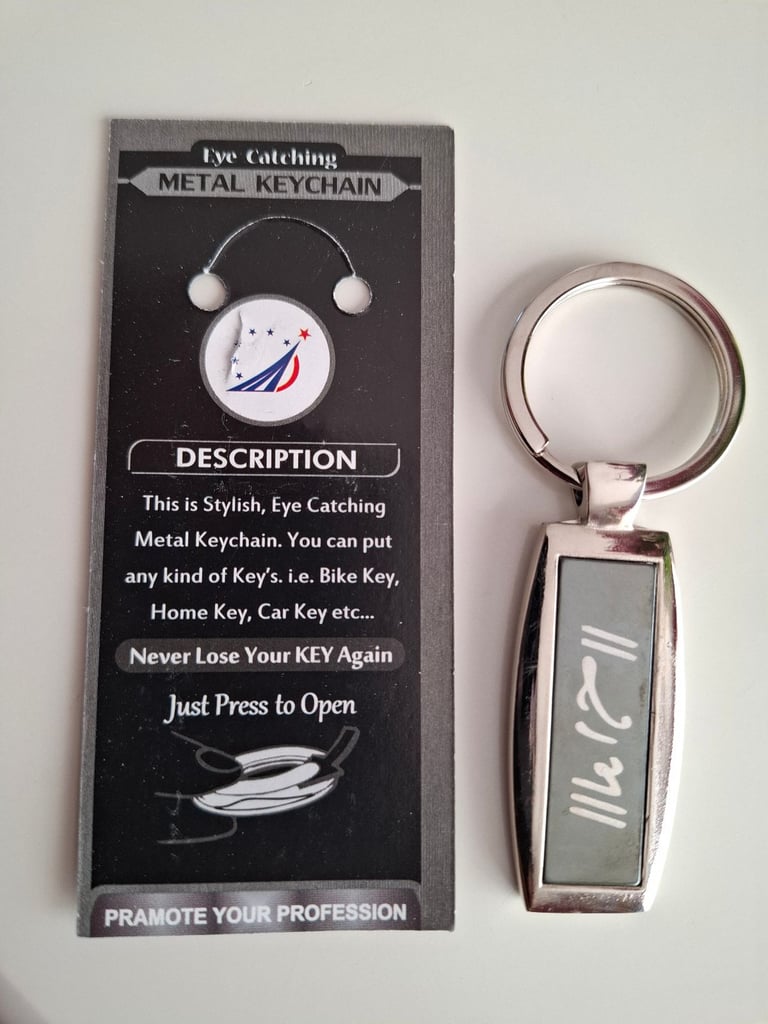 Eye Catching
METAL KEYCHAIN
DESCRIPTION
This is Stylish, Eye Catching
Metal Keychain. You can put
any kind of Key's. i.e. Bike Key,
Home Key, Car Key etc...
Never Lose Your KEY Again
Just Press to Open
PRAMOTE YOUR PROFESSION